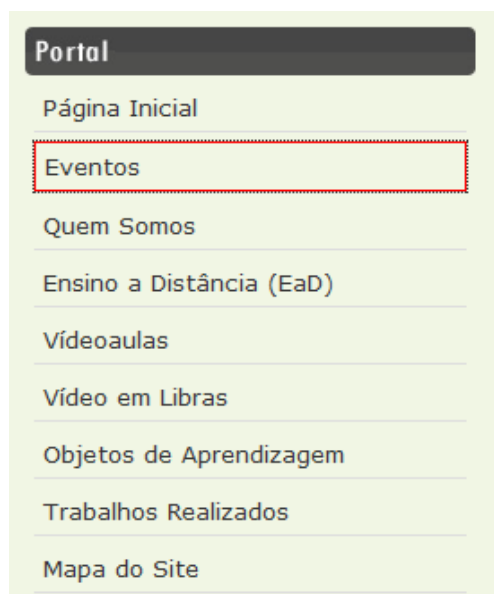 Portal
Página Inicial
Eventos
Quem Somos
Ensino a Distância (EaD)
Vídeoaulas
Vídeo em Libras
Objetos de Aprendizagem
Trabalhos Realizados
Mapa do Site